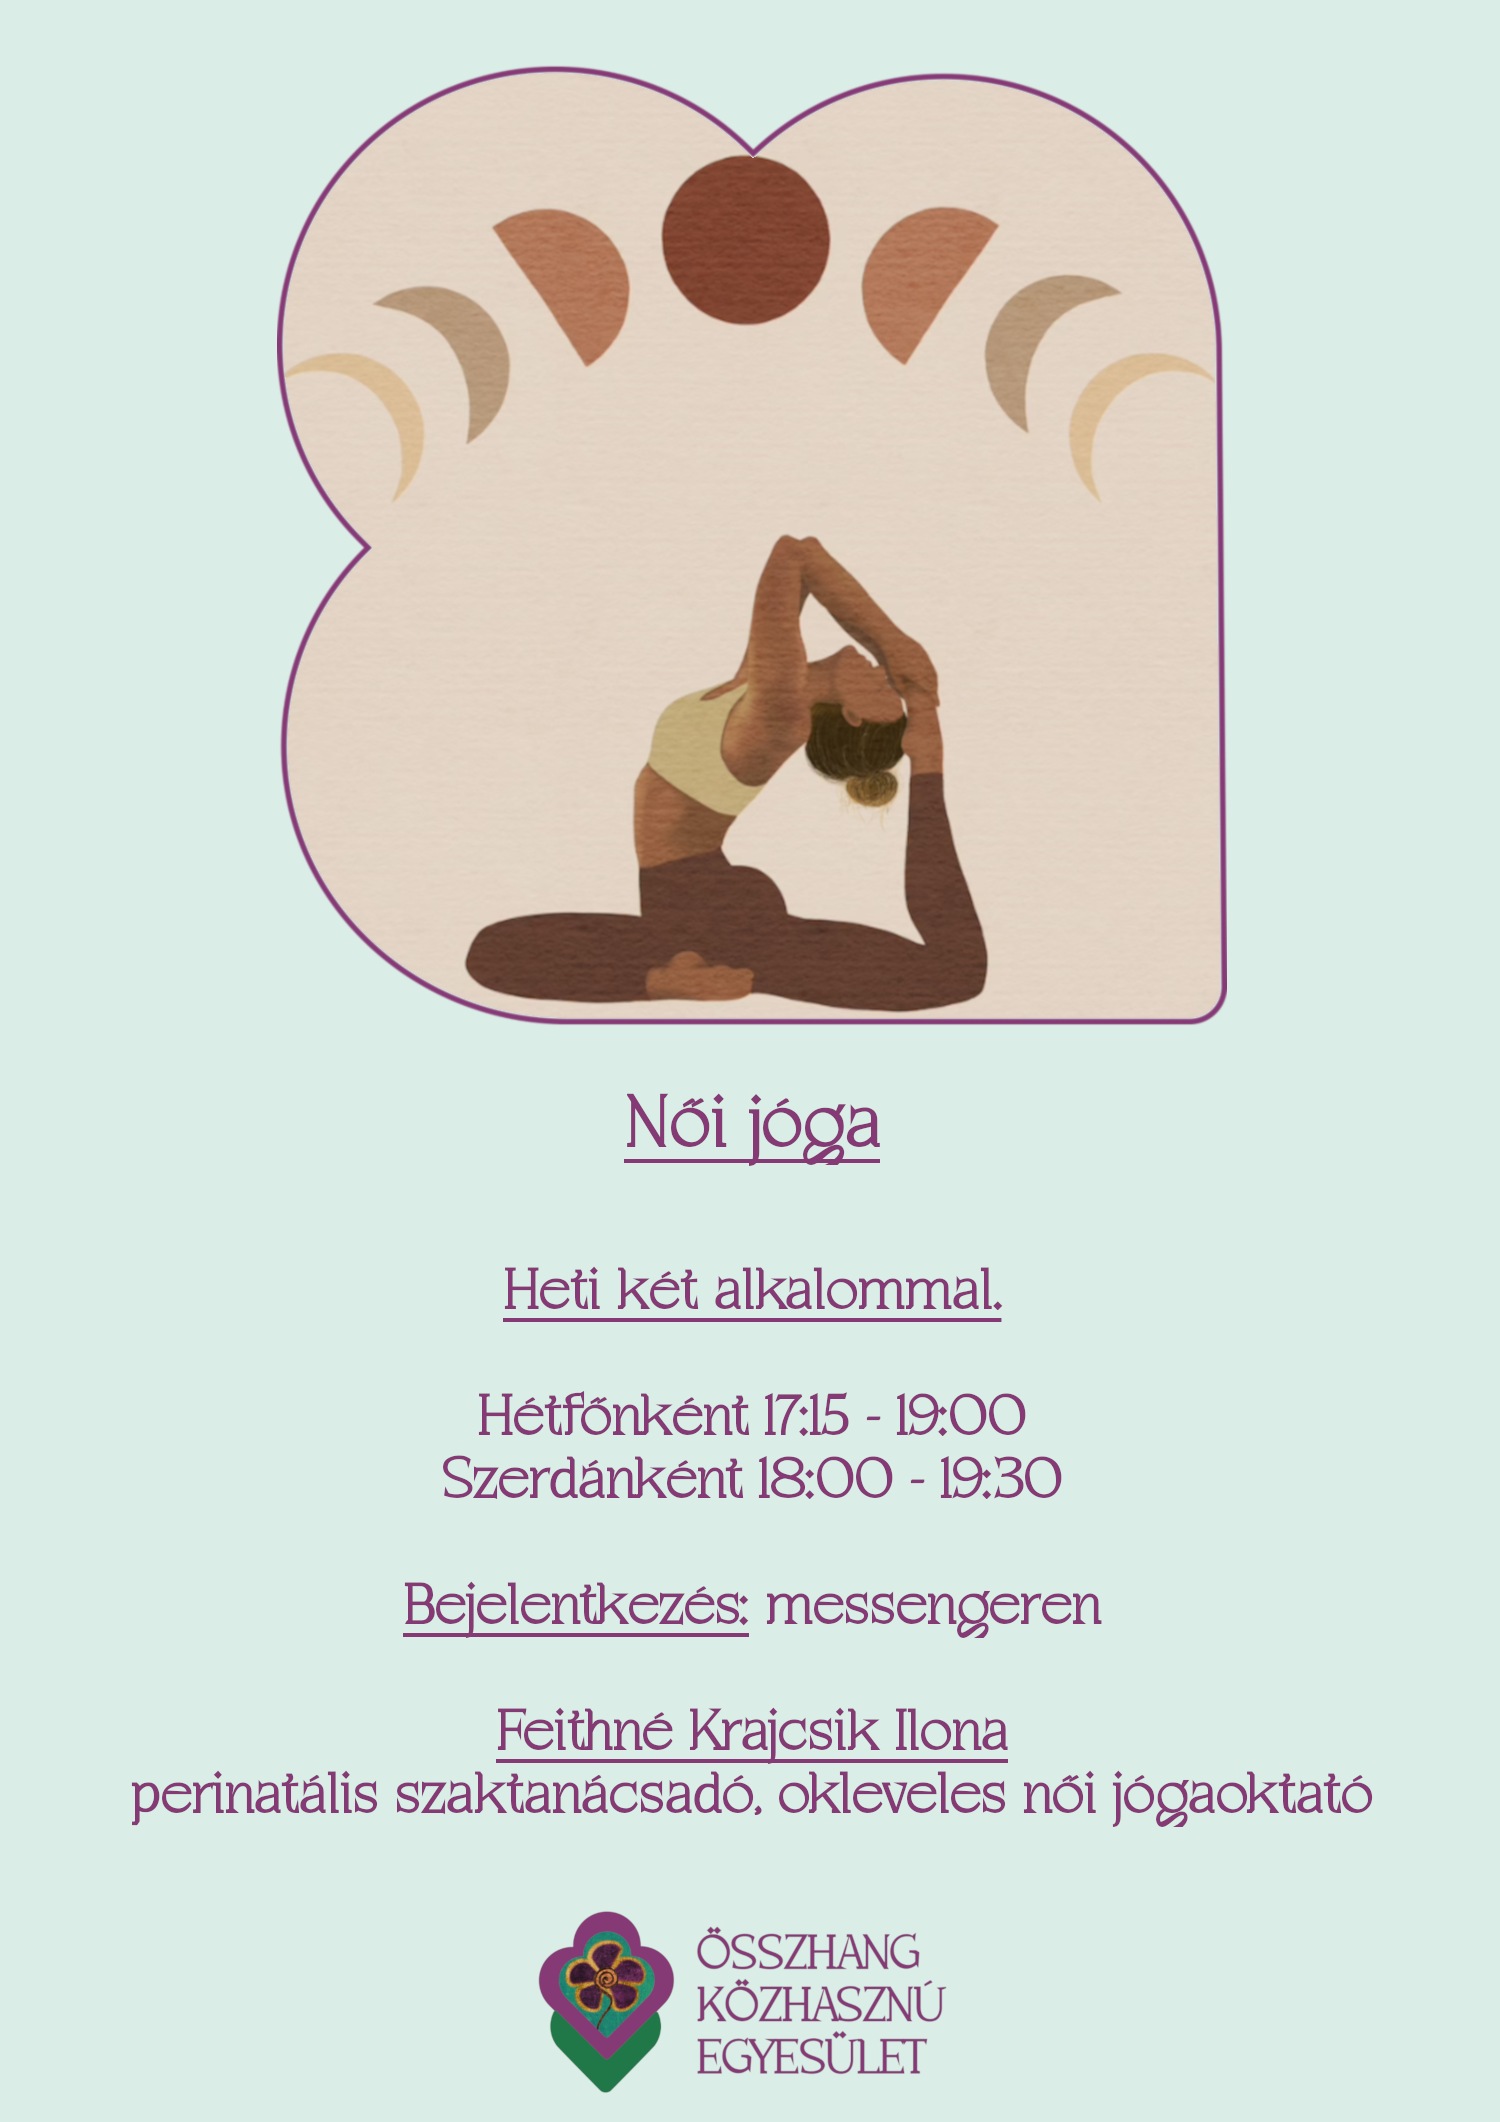 Női jóga
Heti két alkalommal.
Hétfőnként 17:15 - 19:00
Szerdánként 18:00 - 19:30
Bejelentkezés: messengeren
Feithné Krajcsik Ilona
perinatális szaktanácsadó, okleveles női jógaoktató
ÖSSZHANG
KÖZHASZNÚ
EGYESÜLET